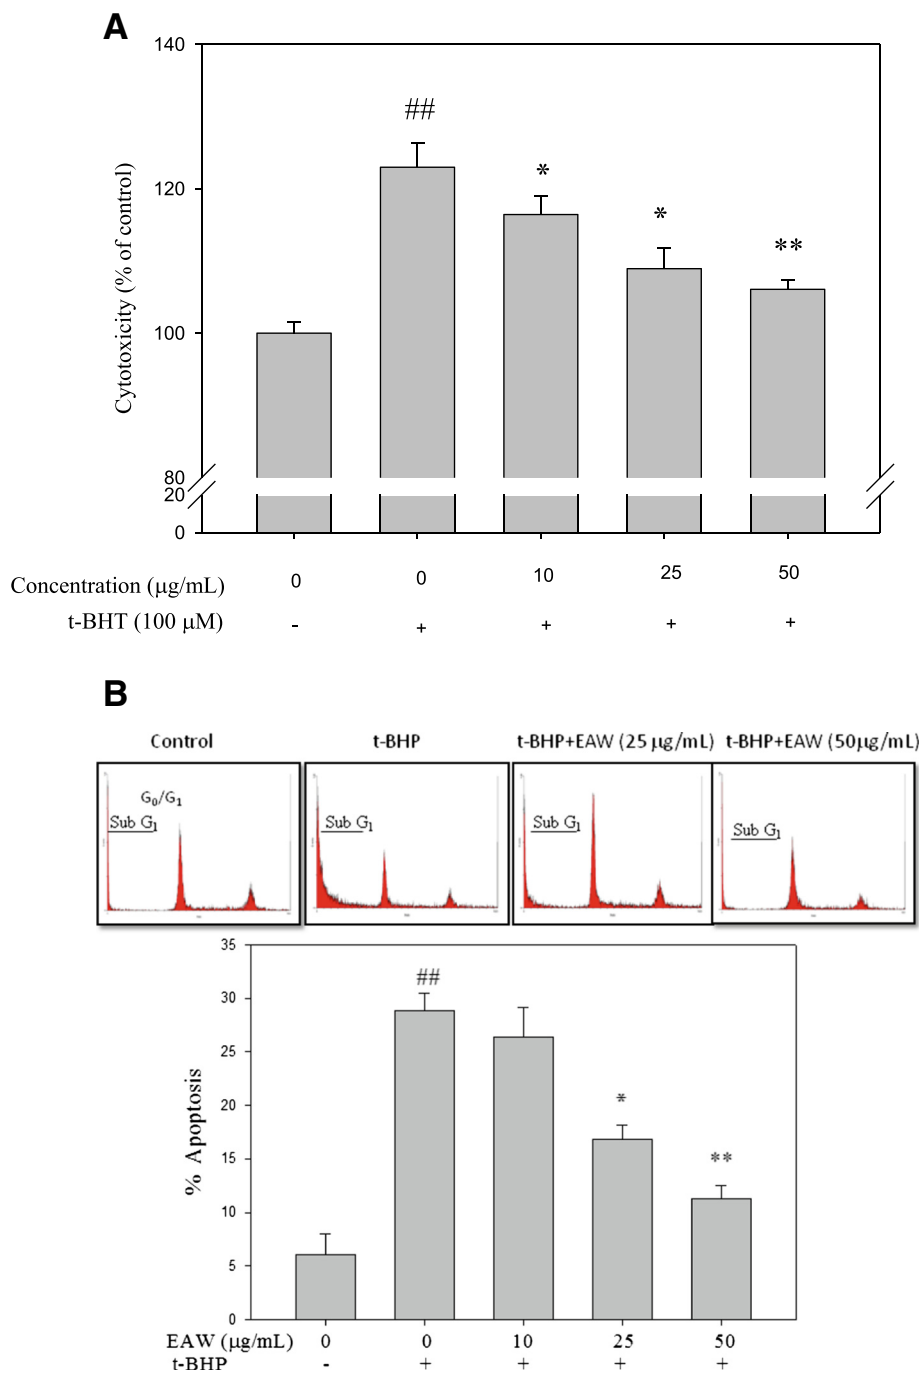 A
140
##
120
*
*
**
100
80
20
0
Cytotoxicity (% of control)
Concentration (μg/mL) 0 0 10 25 50
t-BHT (100 μM) - + + + +
B
Control t-BHP t-BHP+EAW (25 μg/mL) t-BHP+EAW (50μg/mL)
G0/G1
Sub G1 Sub G1 Sub G1 Sub G1
35
##
30
25
20
*
15
**
10
5
0
% Apoptosis
EAW (μg/mL) 0 0 10 25 50
t-BHP - + + + +